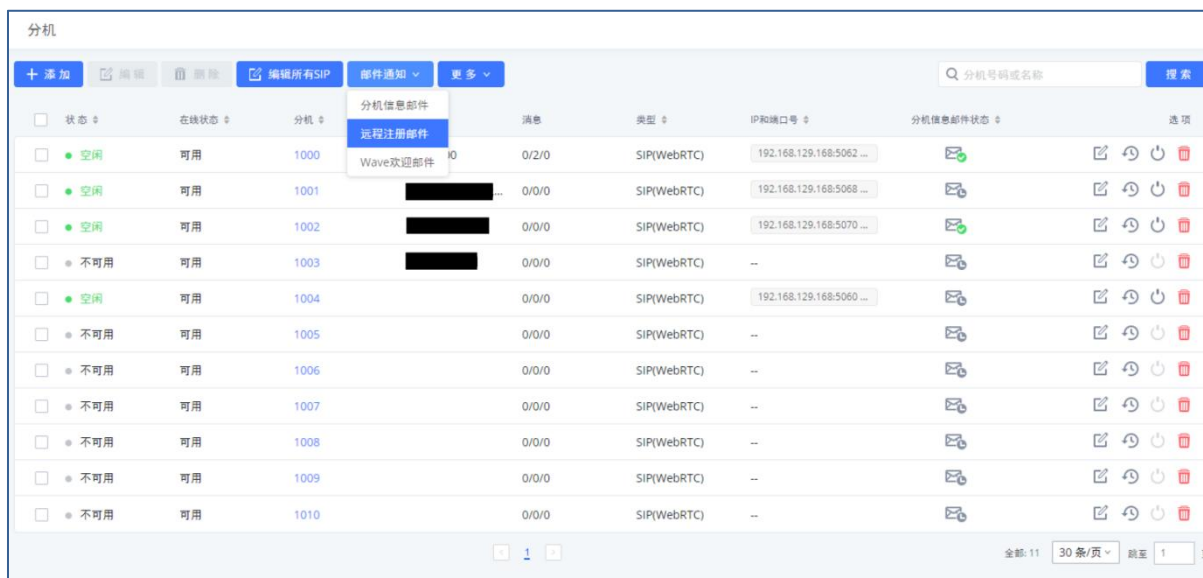 分机
添加 编辑 删除 编辑所有SIP 邮件通知 更多 分机号码或名称 搜索
分机信息邮件
远程注册邮件
Wave欢迎邮件
状态 在线状态 分机 消息 类型 IP和端口号 分机信息邮件状态 选项
空闲 可用 1000 00 0/2/0 SIP(WebRTC) 192.168.129.168:5062 ...
空闲 可用 1001 ... 0/0/0 SIP(WebRTC) 192.168.129.168:5068 ...
空闲 可用 1002 0/0/0 SIP(WebRTC) 192.168.129.168:5070 ...
不可用 可用 1003 0/0/0 SIP(WebRTC) --
空闲 可用 1004 0/0/0 SIP(WebRTC) 192.168.129.168:5060 ...
不可用 可用 1005 0/0/0 SIP(WebRTC) --
不可用 可用 1006 0/0/0 SIP(WebRTC) --
不可用 可用 1007 0/0/0 SIP(WebRTC) --
不可用 可用 1008 0/0/0 SIP(WebRTC) --
不可用 可用 1009 0/0/0 SIP(WebRTC) --
不可用 可用 1010 0/0/0 SIP(WebRTC) --
1 全部: 11 30 条/页 跳至 1